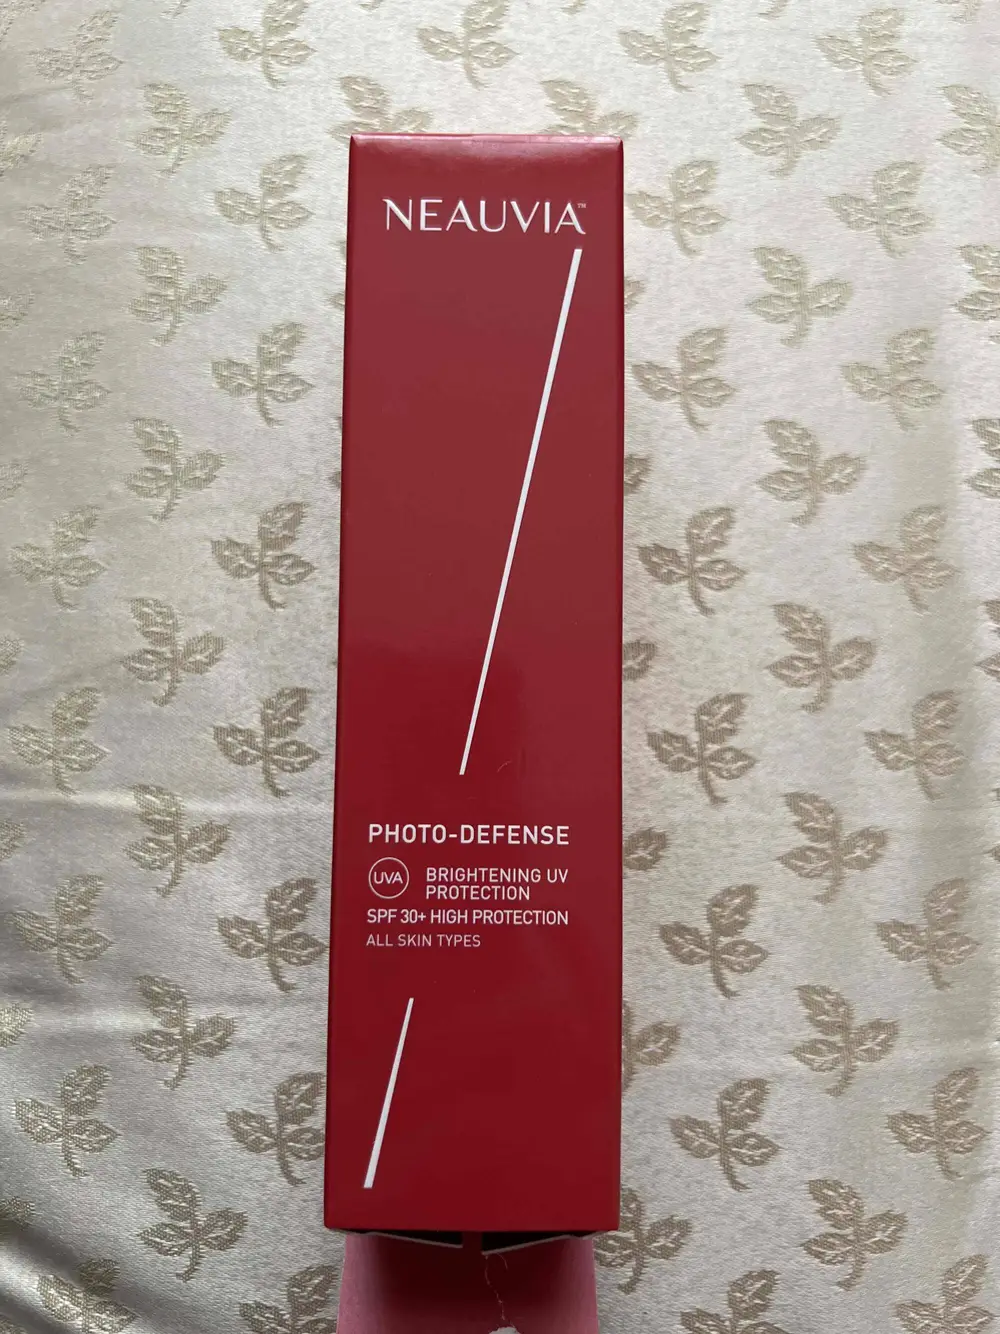 NEAUVIA™
PHOTO-DEFENSE
UVA
BRIGHTENING UV
PROTECTION
SPF 30+ HIGH PROTECTION
ALL SKIN TYPES